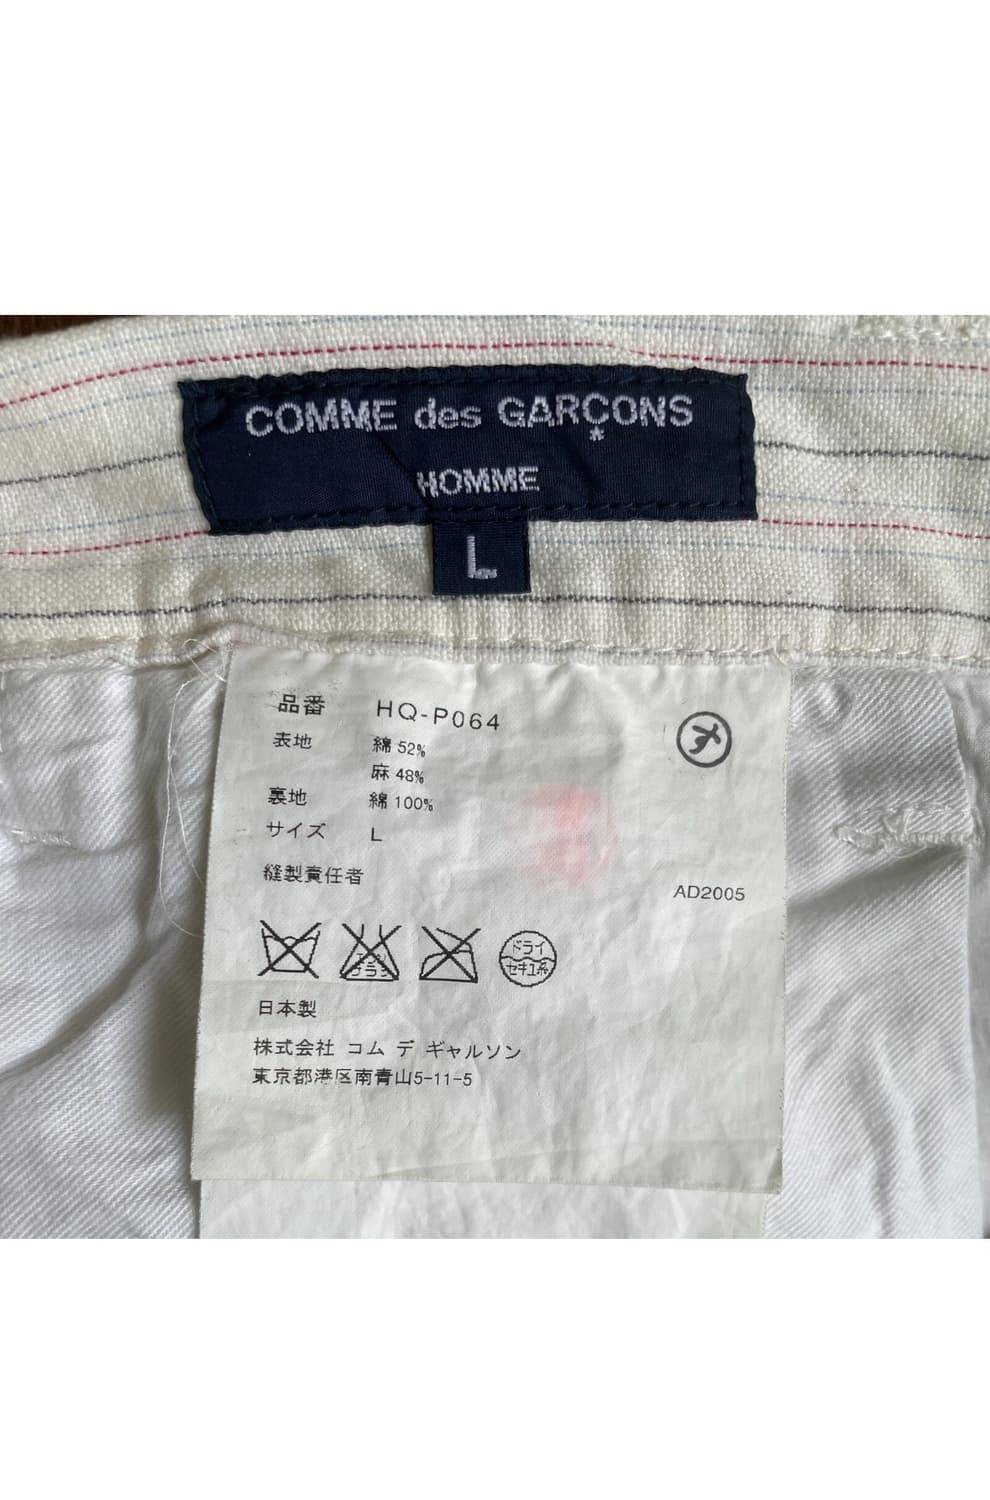 COMME des GARÇONS
*
HOMME
L
品番 HQ-P064
表地 綿 52%
麻 48%
裏地 綿 100%
サイズ L
縫製責任者
AD2005
ドライ
セキユ系
日本製
株式会社 コム デ ギャルソン
東京都港区南青山5-11-5